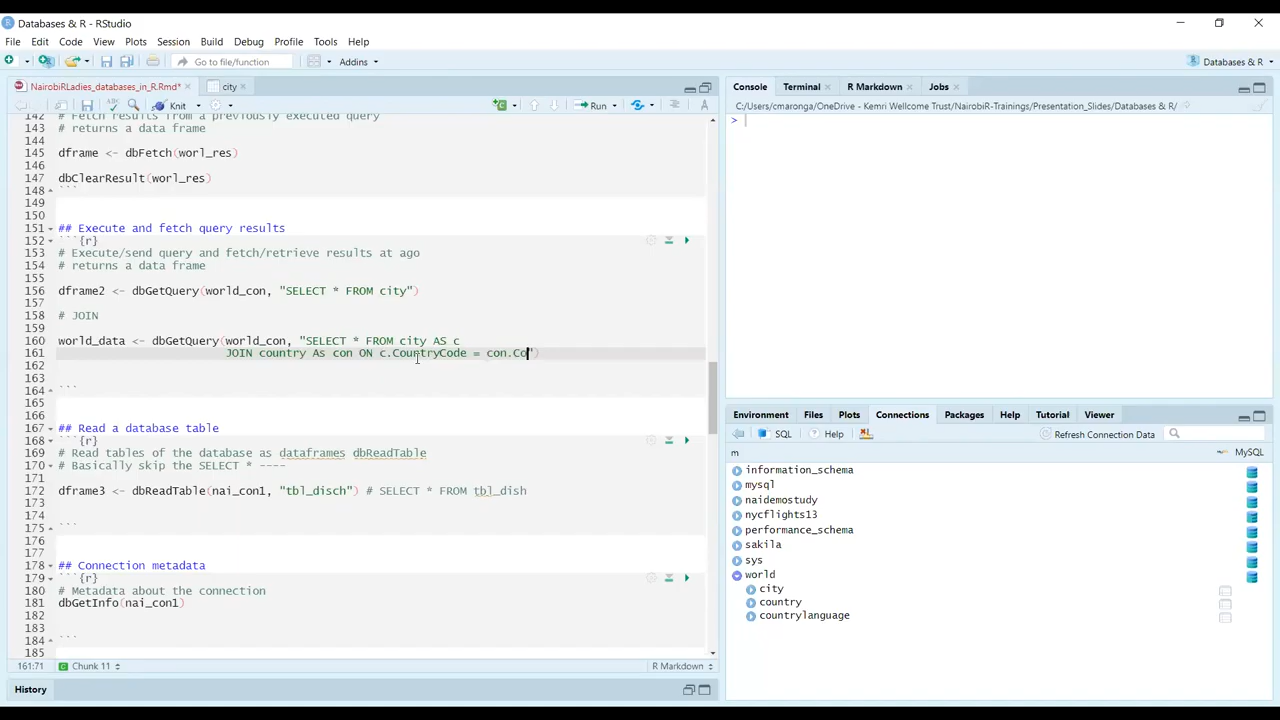 Databases & R - RStudio
File Edit Code View Plots Session Build Debug Profile Tools Help
Go to file/function Addins Databases & R
NairobiRLadies_databases_in_R.Rmd* city
Knit Run
142 # Fetch results from a previously executed query
143 # returns a data frame
144
145 dframe <- dbFetch(worl_res)
146
147 dbClearResult(worl_res)
148 ```
149
150
151 ## Execute and fetch query results
152 ```{r}
153 # Execute/send query and fetch/retrieve results at ago
154 # returns a data frame
155
156 dframe2 <- dbGetQuery(world_con, "SELECT * FROM city")
157
158 # JOIN
159
160 world_data <- dbGetQuery(world_con, "SELECT * FROM city AS c
161 JOIN country As con ON c.CountryCode = con.Co")
162
163
164 ```
165
166
167 ## Read a database table
168 ```{r}
169 # Read tables of the database as dataframes dbReadTable
170 # Basically skip the SELECT * ----
171
172 dframe3 <- dbReadTable(nai_con1, "tbl_disch") # SELECT * FROM tbl_dish
173
174
175 ```
176
177
178 ## Connection metadata
179 ```{r}
180 # Metadata about the connection
181 dbGetInfo(nai_con1)
182
183
184 ```
185
161:71 Chunk 11 R Markdown
History
Console Terminal R Markdown Jobs
C:/Users/cmaronga/OneDrive - Kemri Wellcome Trust/NairobiR-Trainings/Presentation_Slides/Databases & R/
>
Environment Files Plots Connections Packages Help Tutorial Viewer
SQL Help Refresh Connection Data
m MySQL
information_schema
mysql
naidemostudy
nycflights13
performance_schema
sakila
sys
world
city
country
countrylanguage